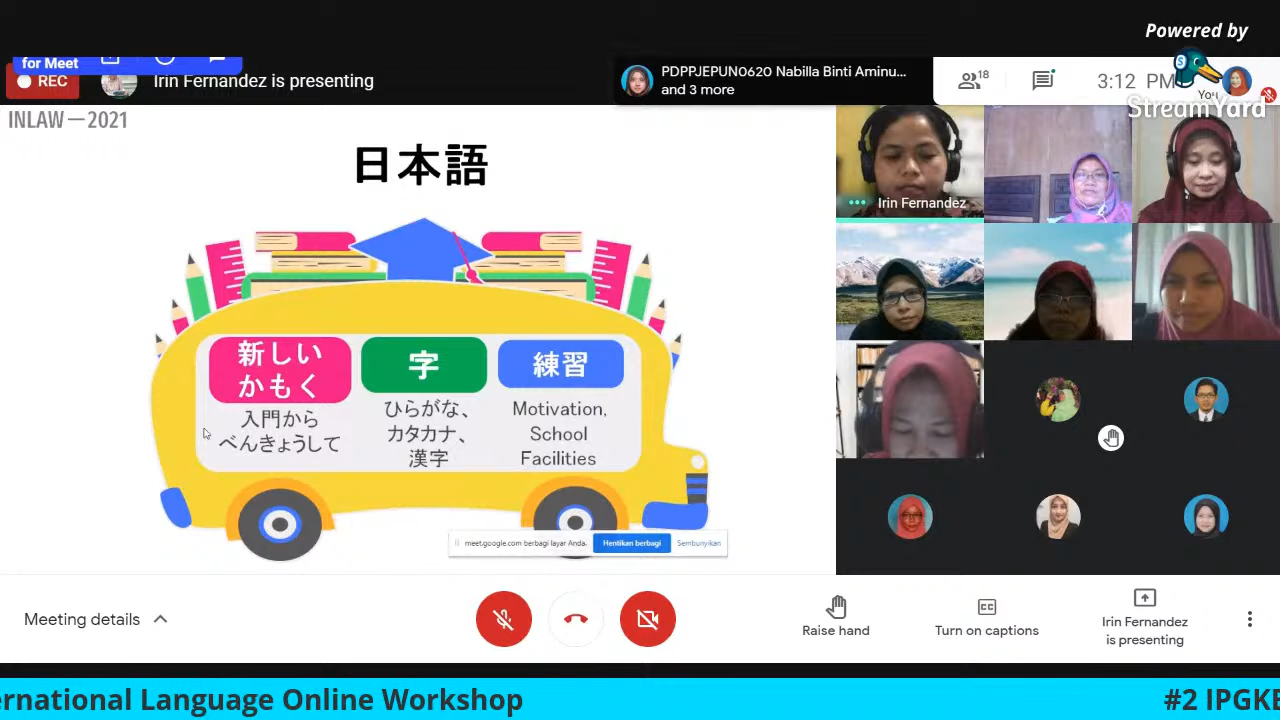 Powered by
StreamYard
for Meet
REC
Irin Fernandez is presenting
PDPPJEPUN0620 Nabilla Binti Aminu...
and 3 more
18
3:12 PM
You
INLAW—2021
日本語
Irin Fernandez
新しい
かもく
字
練習
入門から
べんきょうして
ひらがな、
カタカナ、
漢字
Motivation,
School
Facilities
meet.google.com berbagi layar Anda.
Hentikan berbagi
Sembunyikan
Meeting details
Raise hand
Turn on captions
Irin Fernandez
is presenting
ernational Language Online Workshop
#2 IPGKE